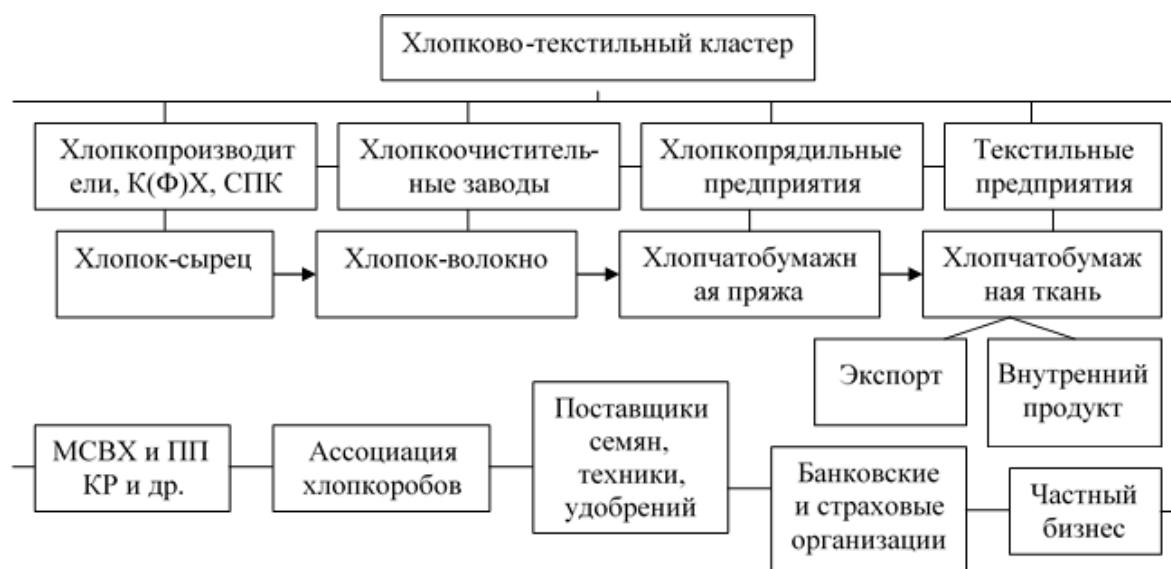 Хлопково-текстильный кластер
Хлопкопроизводит
ели, К(Ф)Х, СПК
Хлопкоочиститель-
ные заводы
Хлопкопрядильные
предприятия
Текстильные
предприятия
Хлопок-сырец
Хлопок-волокно
Хлопчатобумажн
ая пряжа
Хлопчатобумаж
ная ткань
Экспорт
Внутренний
продукт
МСВХ и ПП
КР и др.
Ассоциация
хлопкоробов
Поставщики
семян,
техники,
удобрений
Банковские
и страховые
организации
Частный
бизнес